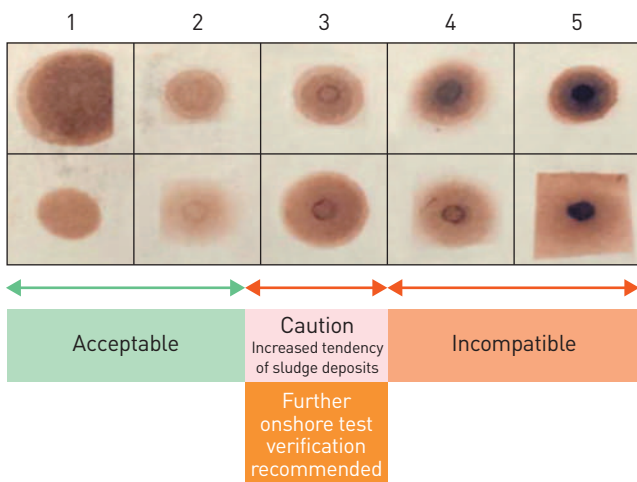 1 2 3 4 5
Acceptable
Caution
Increased tendency
of sludge deposits
Incompatible
Further
onshore test
verification
recommended